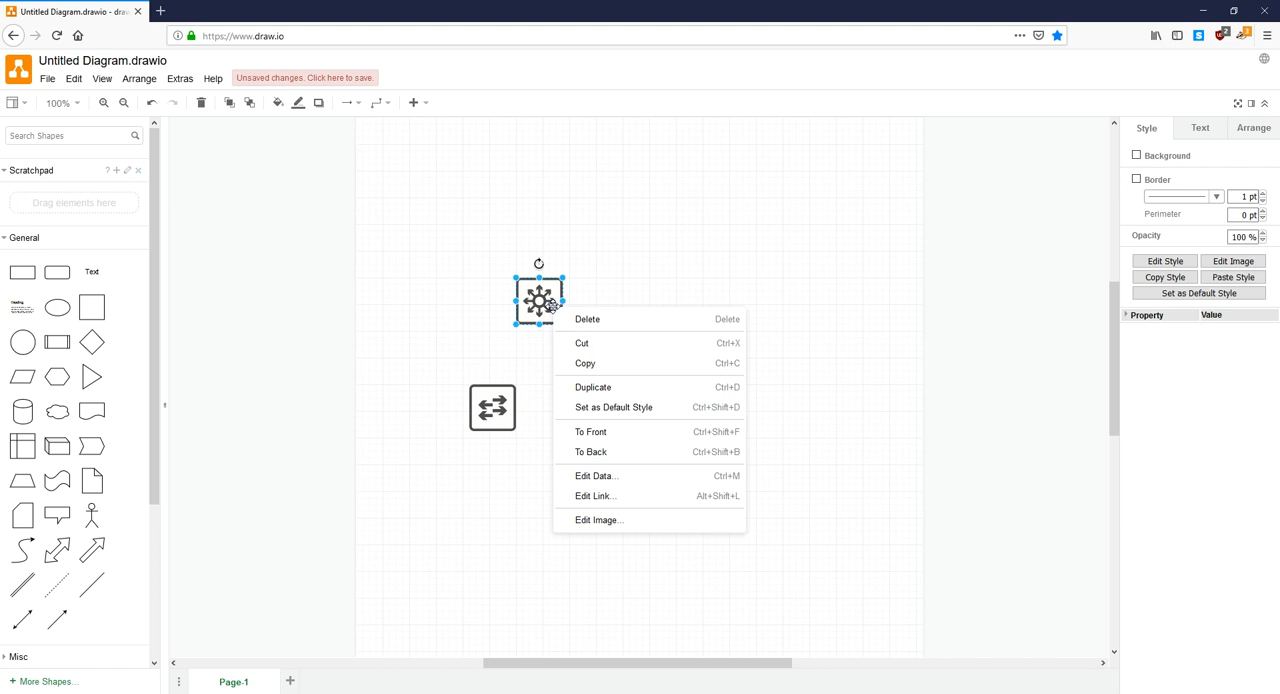 Untitled Diagram.drawio - draw
https://www.draw.io
2
1
Untitled Diagram.drawio
File Edit View Arrange Extras Help
Unsaved changes. Click here to save.
100%
Search Shapes
Scratchpad
?
Drag elements here
General
Text
Heading
Misc
+ More Shapes...
Delete Delete
Cut Ctrl+X
Copy Ctrl+C
Duplicate Ctrl+D
Set as Default Style Ctrl+Shift+D
To Front Ctrl+Shift+F
To Back Ctrl+Shift+B
Edit Data... Ctrl+M
Edit Link... Alt+Shift+L
Edit Image...
Page-1
Style Text Arrange
Background
Border
1 pt
Perimeter 0 pt
Opacity 100 %
Edit Style Edit Image
Copy Style Paste Style
Set as Default Style
Property Value